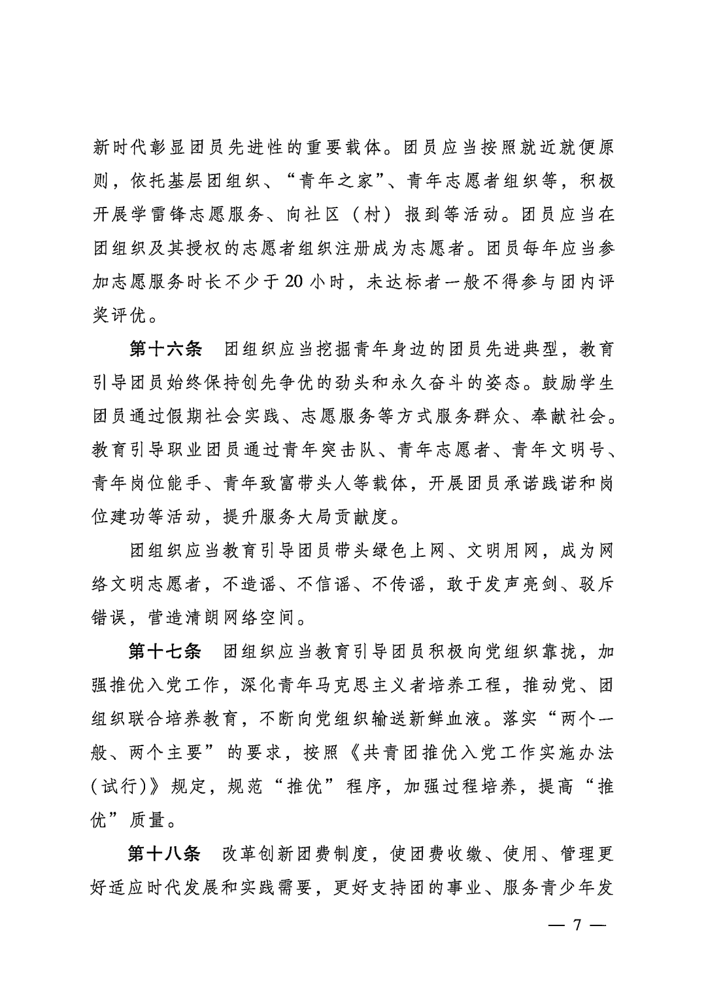 新时代彰显团员先进性的重要载体。团员应当按照就近就便原
则，依托基层团组织、“青年之家”、青年志愿者组织等，积极
开展学雷锋志愿服务、向社区（村）报到等活动。团员应当在
团组织及其授权的志愿者组织注册成为志愿者。团员每年应当参
加志愿服务时长不少于 20 小时，未达标者一般不得参与团内评
奖评优。
第十六条　团组织应当挖掘青年身边的团员先进典型，教育
引导团员始终保持创先争优的劲头和永久奋斗的姿态。鼓励学生
团员通过假期社会实践、志愿服务等方式服务群众、奉献社会。
教育引导职业团员通过青年突击队、青年志愿者、青年文明号、
青年岗位能手、青年致富带头人等载体，开展团员承诺践诺和岗
位建功等活动，提升服务大局贡献度。
团组织应当教育引导团员带头绿色上网、文明用网，成为网
络文明志愿者，不造谣、不信谣、不传谣，敢于发声亮剑、驳斥
错误，营造清朗网络空间。
第十七条　团组织应当教育引导团员积极向党组织靠拢，加
强推优入党工作，深化青年马克思主义者培养工程，推动党、团
组织联合培养教育，不断向党组织输送新鲜血液。落实“两个一
般、两个主要”的要求，按照《共青团推优入党工作实施办法
(试行)》规定，规范“推优”程序，加强过程培养，提高“推
优”质量。
第十八条　改革创新团费制度，使团费收缴、使用、管理更
好适应时代发展和实践需要，更好支持团的事业、服务青少年发
— 7 —